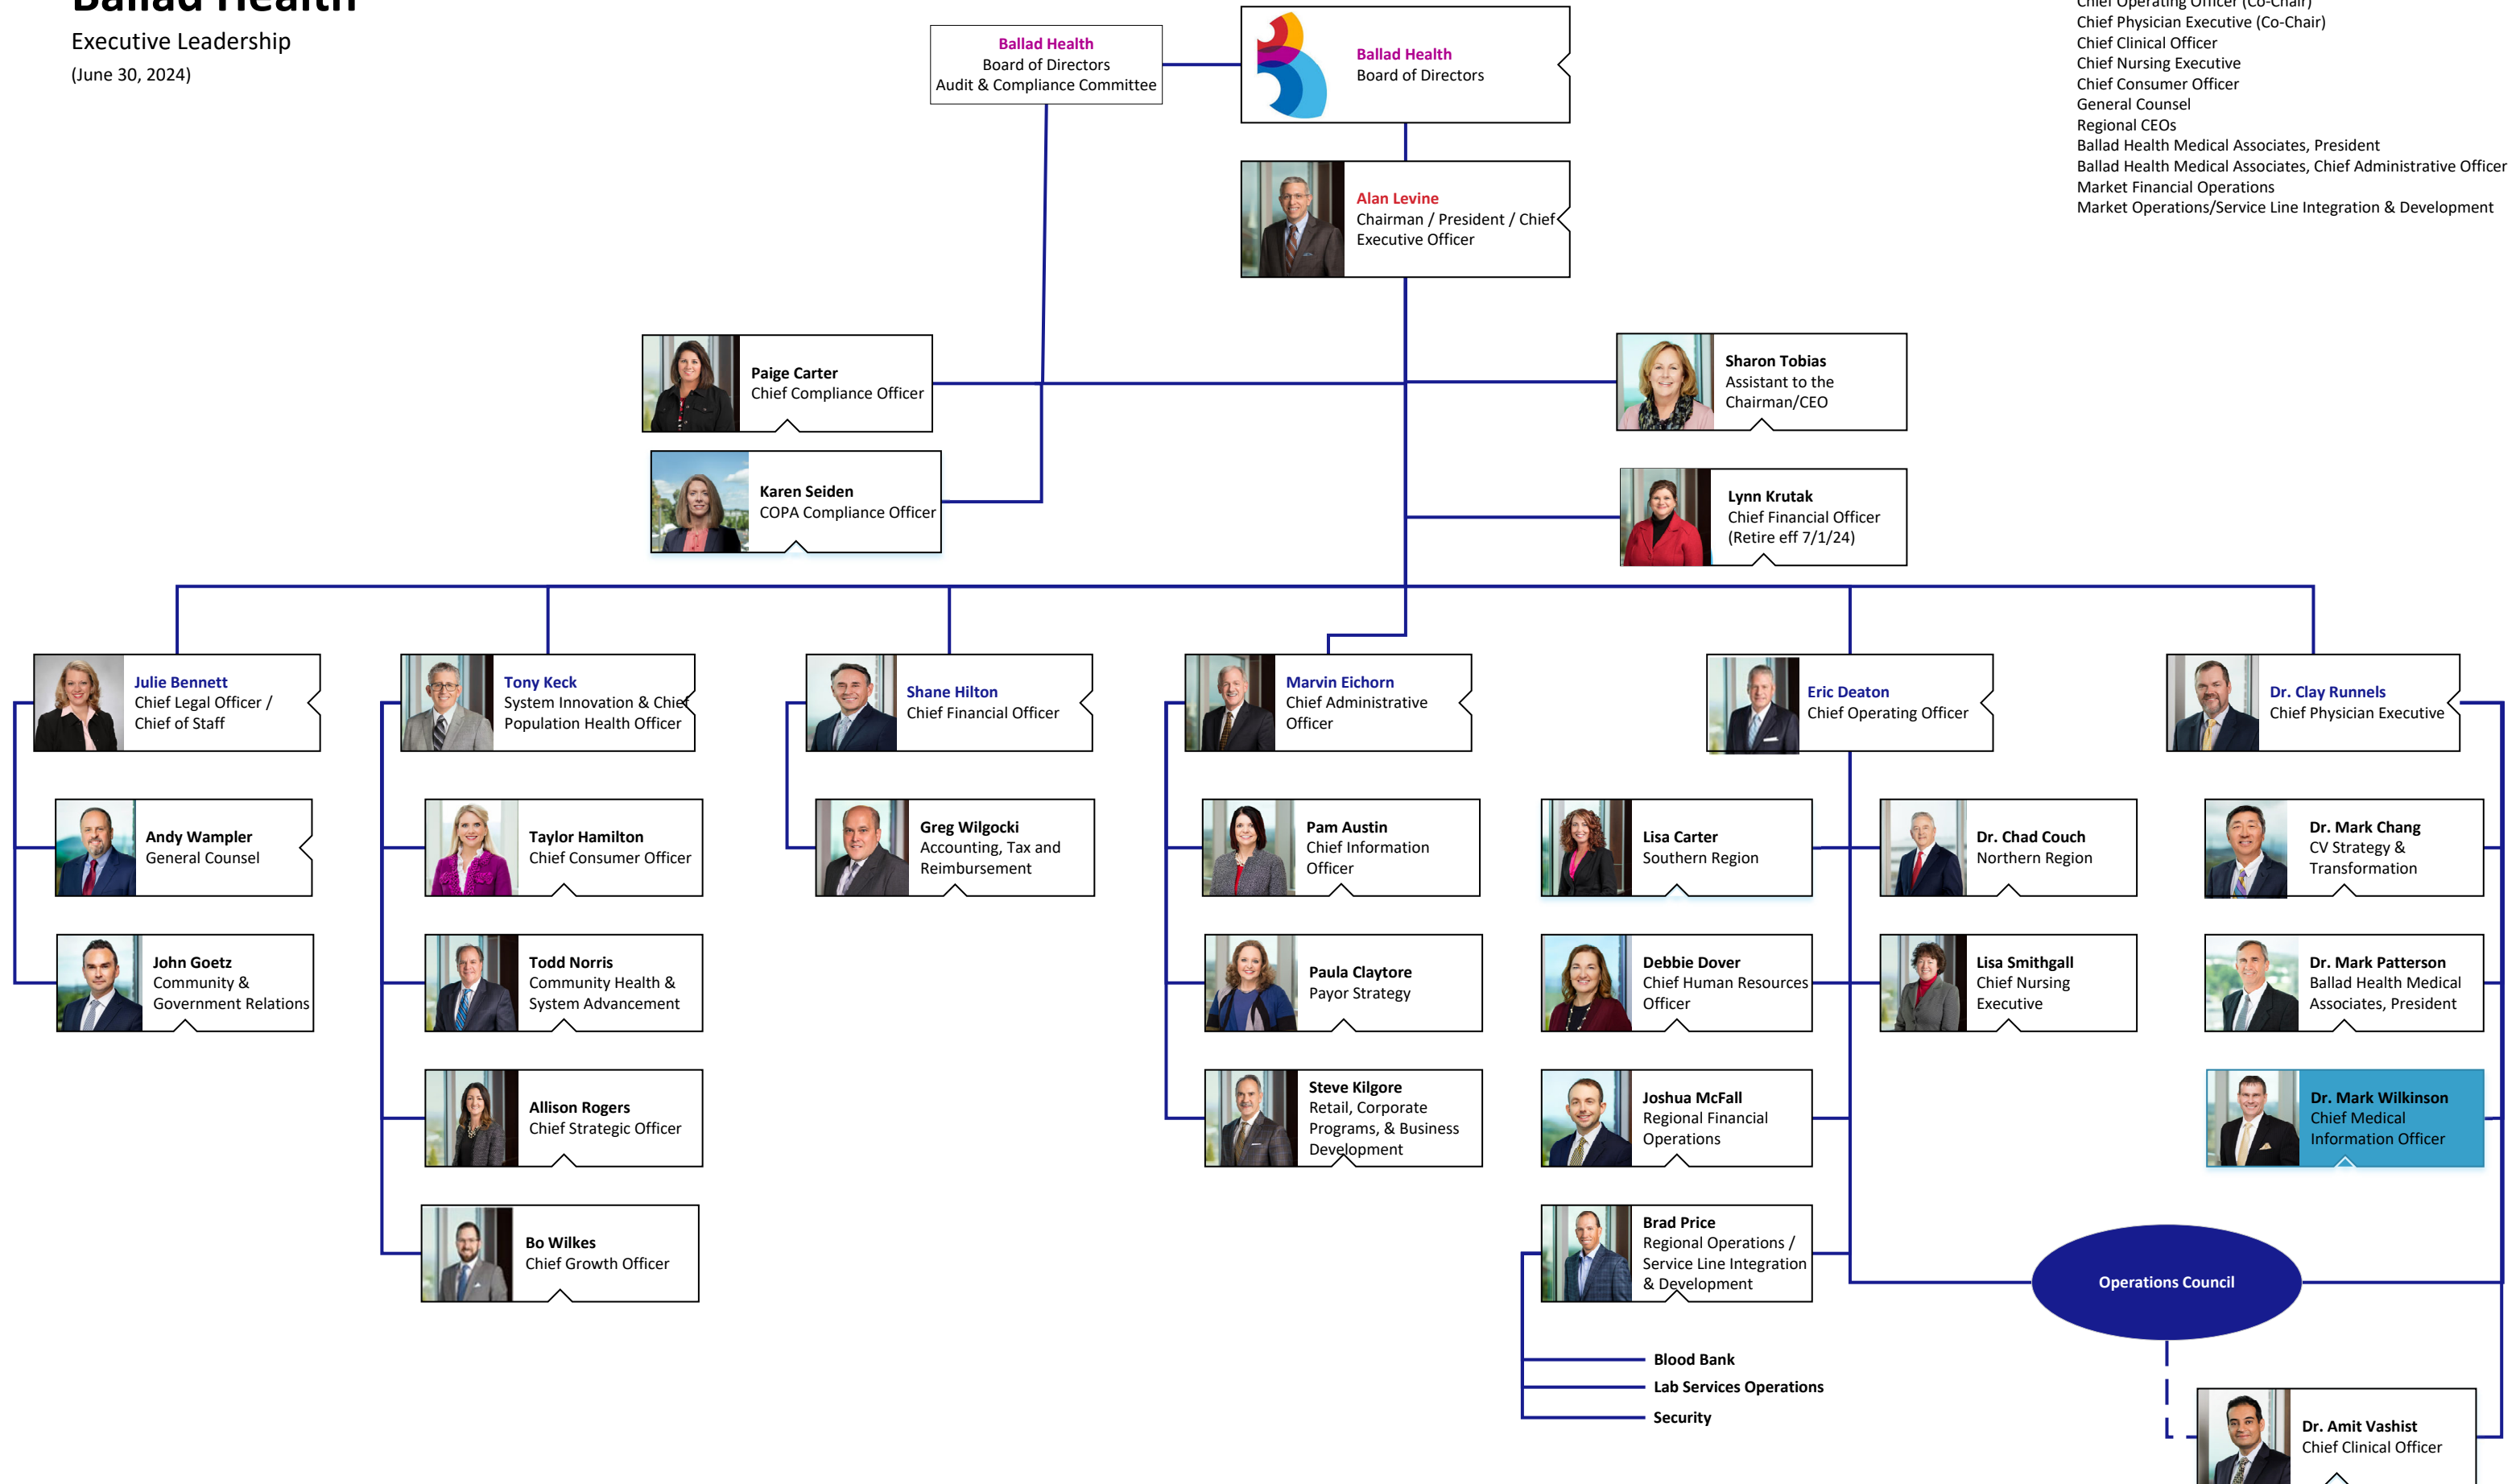 Ballad Health
Executive Leadership
(June 30, 2024)
Ballad Health
Board of Directors
Audit & Compliance Committee
Ballad Health
Board of Directors
Chief Operating Officer (Co-Chair)
Chief Physician Executive (Co-Chair)
Chief Clinical Officer
Chief Nursing Executive
Chief Consumer Officer
General Counsel
Regional CEOs
Ballad Health Medical Associates, President
Ballad Health Medical Associates, Chief Administrative Officer
Market Financial Operations
Market Operations/Service Line Integration & Development
Alan Levine
Chairman / President / Chief
Executive Officer
Paige Carter
Chief Compliance Officer
Sharon Tobias
Assistant to the
Chairman/CEO
Karen Seiden
COPA Compliance Officer
Lynn Krutak
Chief Financial Officer
(Retire eff 7/1/24)
Julie Bennett
Chief Legal Officer /
Chief of Staff
Tony Keck
System Innovation & Chief
Population Health Officer
Shane Hilton
Chief Financial Officer
Marvin Eichorn
Chief Administrative
Officer
Eric Deaton
Chief Operating Officer
Dr. Clay Runnels
Chief Physician Executive
Andy Wampler
General Counsel
Taylor Hamilton
Chief Consumer Officer
Greg Wilgocki
Accounting, Tax and
Reimbursement
Pam Austin
Chief Information
Officer
Lisa Carter
Southern Region
Dr. Chad Couch
Northern Region
Dr. Mark Chang
CV Strategy &
Transformation
John Goetz
Community &
Government Relations
Todd Norris
Community Health &
System Advancement
Paula Claytore
Payor Strategy
Debbie Dover
Chief Human Resources
Officer
Lisa Smithgall
Chief Nursing
Executive
Dr. Mark Patterson
Ballad Health Medical
Associates, President
Allison Rogers
Chief Strategic Officer
Steve Kilgore
Retail, Corporate
Programs, & Business
Development
Joshua McFall
Regional Financial
Operations
Dr. Mark Wilkinson
Chief Medical
Information Officer
Bo Wilkes
Chief Growth Officer
Brad Price
Regional Operations /
Service Line Integration
& Development
Operations Council
Blood Bank
Lab Services Operations
Security
Dr. Amit Vashist
Chief Clinical Officer